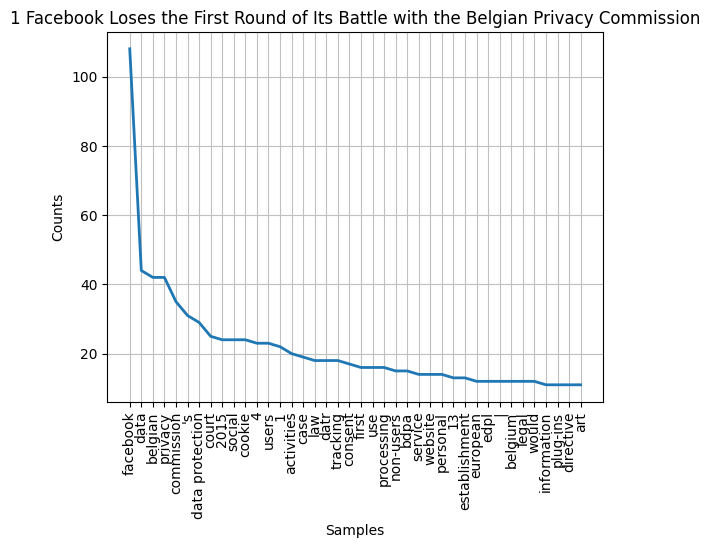 1 Facebook Loses the First Round of Its Battle with the Belgian Privacy Commission
100
80
60
40
20
Counts
facebook
data
belgian
privacy
commission
's
data protection
court
2015
social
cookie
4
users
1
activities
case
law
datr
tracking
consent
first
use
processing
non-users
bdpa
service
website
personal
13
establishment
european
edpl
|
belgium
legal
would
information
plug-ins
directive
art
Samples